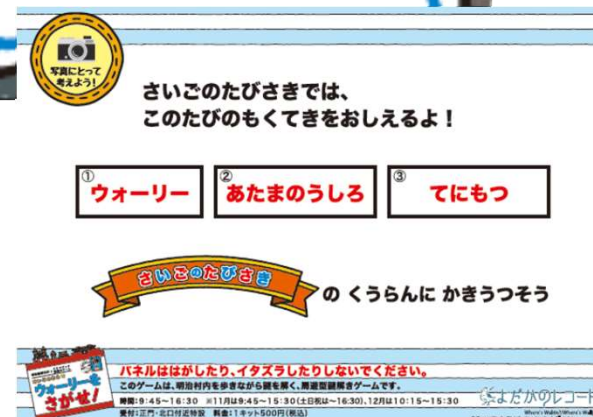 写真にとって
考えよう!
さいごのたびさきでは、
このたびのもくてきをおしえるよ!
① ウォーリー
② あたまのうしろ
③ てにもつ
さいごのたびさき の くうらんに かきうつそう
ウォーリーを
さがせ!
パネルははがしたり、イタズラしたりしないでください。
このゲームは、明治村内を歩きながら謎を解く、周遊型謎解きゲームです。
時間:9:45~16:30 ※11月は9:45~15:30(土日祝は~16:30)、12月は10:15~15:30
受付:正門・北口付近特設 料金:1キット500円(税込)
よだかのレコード